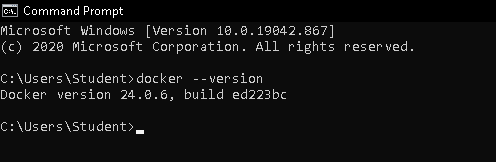 Command Prompt
Microsoft Windows [Version 10.0.19042.867]
(c) 2020 Microsoft Corporation. All rights reserved.
C:\Users\Student>docker --version
Docker version 24.0.6, build ed223bc
C:\Users\Student>